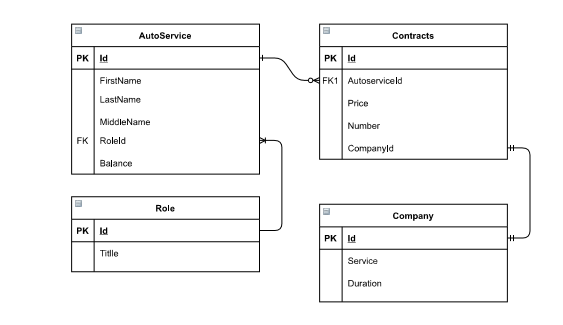 AutoService
PK Id
FirstName
LastName
MiddleName
FK RoleId
Balance
Role
PK Id
Titlle
Contracts
PK Id
FK1 AutoserviceId
Price
Number
CompanyId
Company
PK Id
Service
Duration